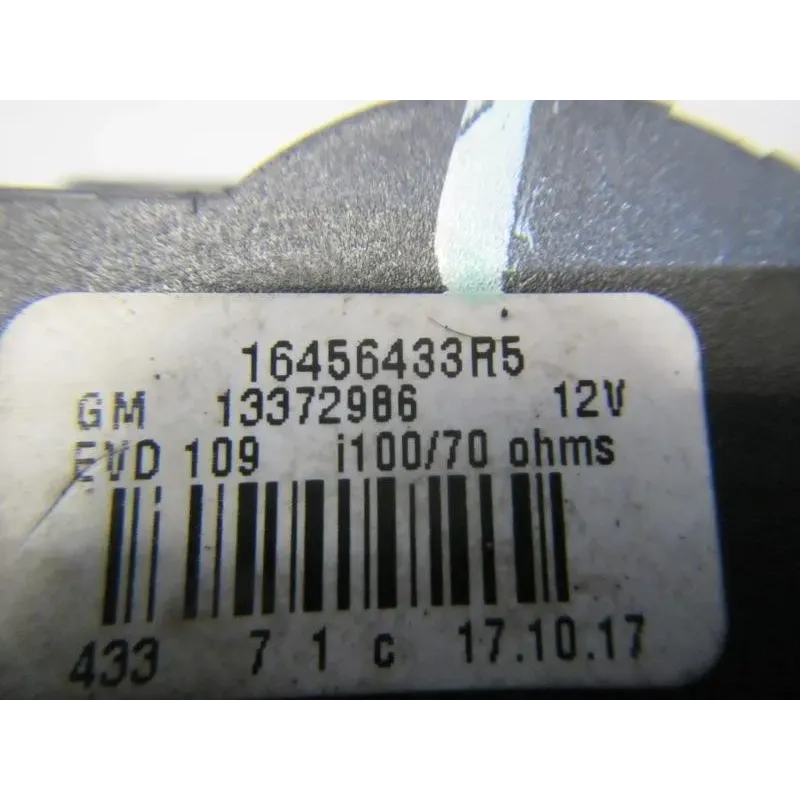 16456433R5
GM 13372986 12V
EVD 109 i100/70 ohms
433 7 1 c 17.10.17